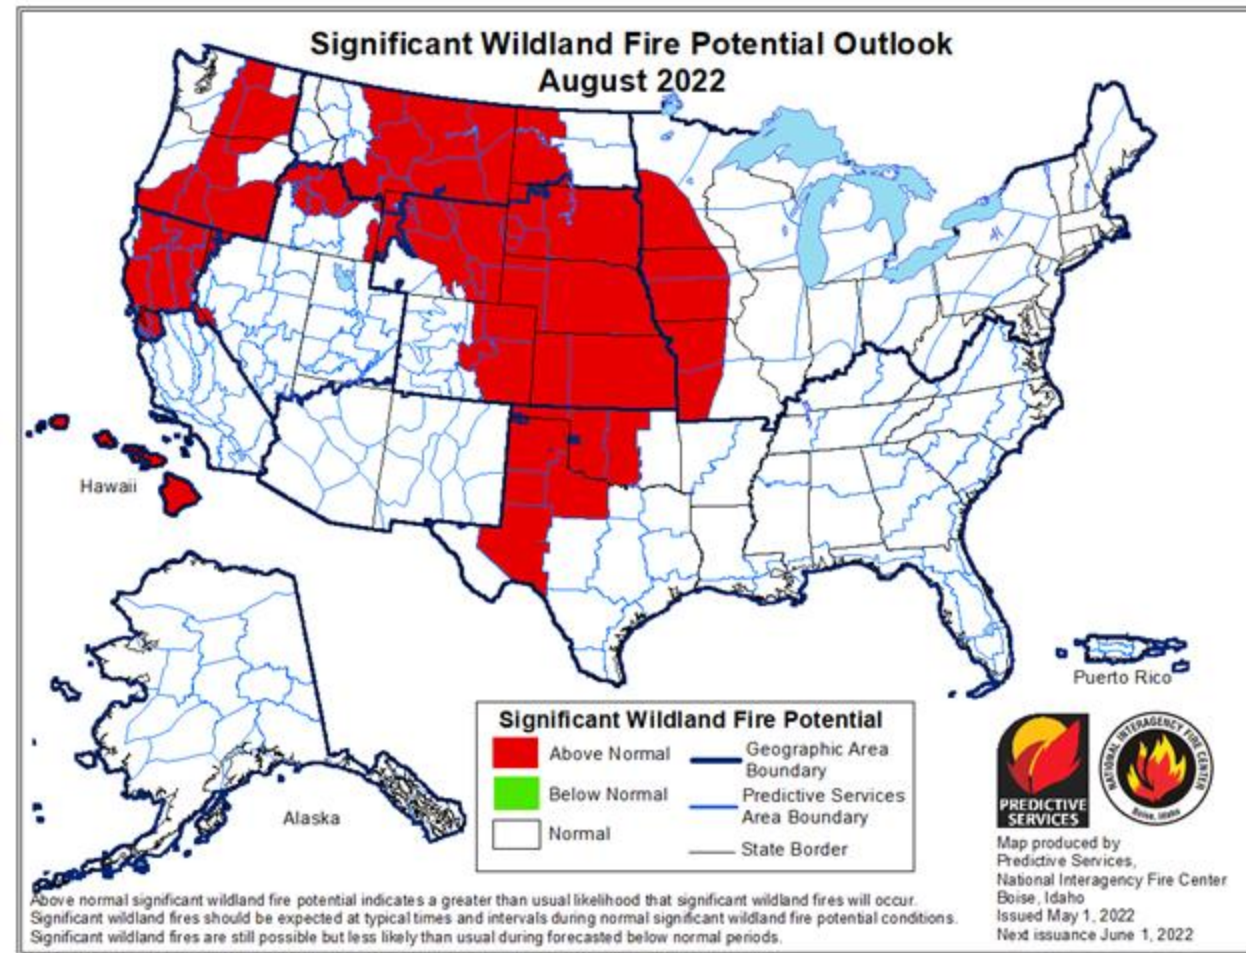 Significant Wildland Fire Potential Outlook
August 2022
Hawaii
Alaska
Puerto Rico
Significant Wildland Fire Potential
Above Normal
Below Normal
Normal
Geographic Area
Boundary
Predictive Services
Area Boundary
State Border
PREDICTIVE
SERVICES
NATIONAL INTERAGENCY FIRE CENTER
Boise, Idaho
Map produced by
Predictive Services,
National Interagency Fire Center
Boise, Idaho
Issued May 1, 2022
Next issuance June 1, 2022
Above normal significant wildland fire potential indicates a greater than usual likelihood that significant wildland fires will occur.
Significant wildland fires should be expected at typical times and intervals during normal significant wildland fire potential conditions.
Significant wildland fires are still possible but less likely than usual during forecasted below normal periods.